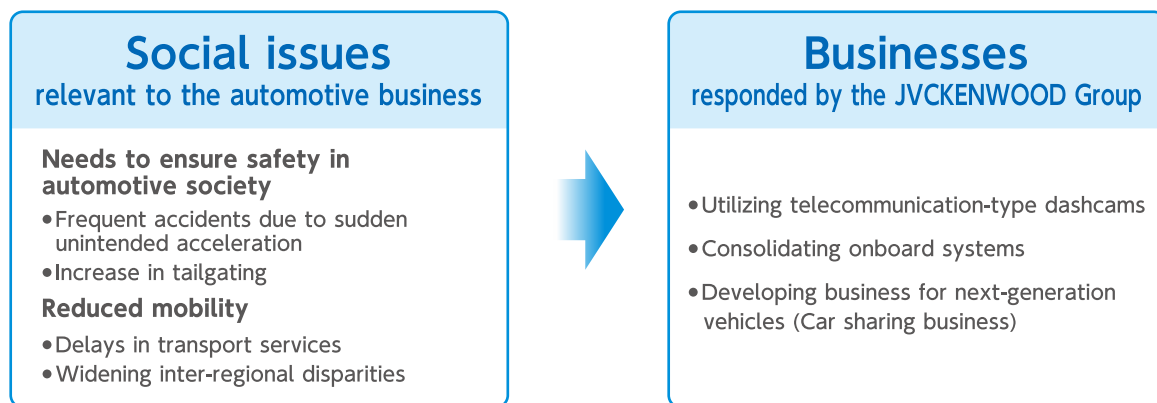 Social issues
relevant to the automotive business
Needs to ensure safety in
automotive society
•Frequent accidents due to sudden
unintended acceleration
•Increase in tailgating
Reduced mobility
•Delays in transport services
•Widening inter-regional disparities
Businesses
responded by the JVCKENWOOD Group
•Utilizing telecommunication-type dashcams
•Consolidating onboard systems
•Developing business for next-generation
vehicles (Car sharing business)